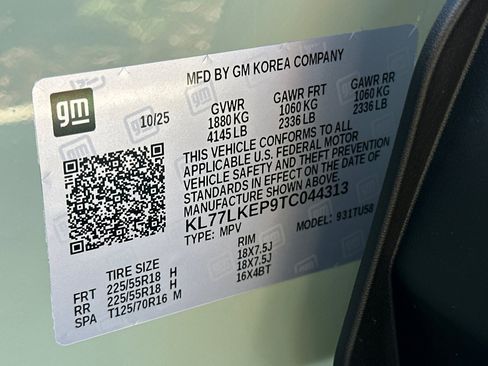 MFD BY GM KOREA COMPANY
gm
10/25
GVWR GAWR FRT GAWR RR
1880 KG 1060 KG 1060 KG
4145 LB 2336 LB 2336 LB
THIS VEHICLE CONFORMS TO ALL
APPLICABLE U.S. FEDERAL MOTOR
VEHICLE SAFETY AND THEFT PREVENTION
STANDARDS IN EFFECT ON THE DATE OF
MANUFACTURE SHOWN ABOVE.
KL77LKEP9TC044313
TYPE: MPV MODEL: 931TU58
TIRE SIZE RIM
FRT 225/55R18 H 18X7.5J
RR 225/55R18 H 18X7.5J
SPA T125/70R16 M 16X4BT